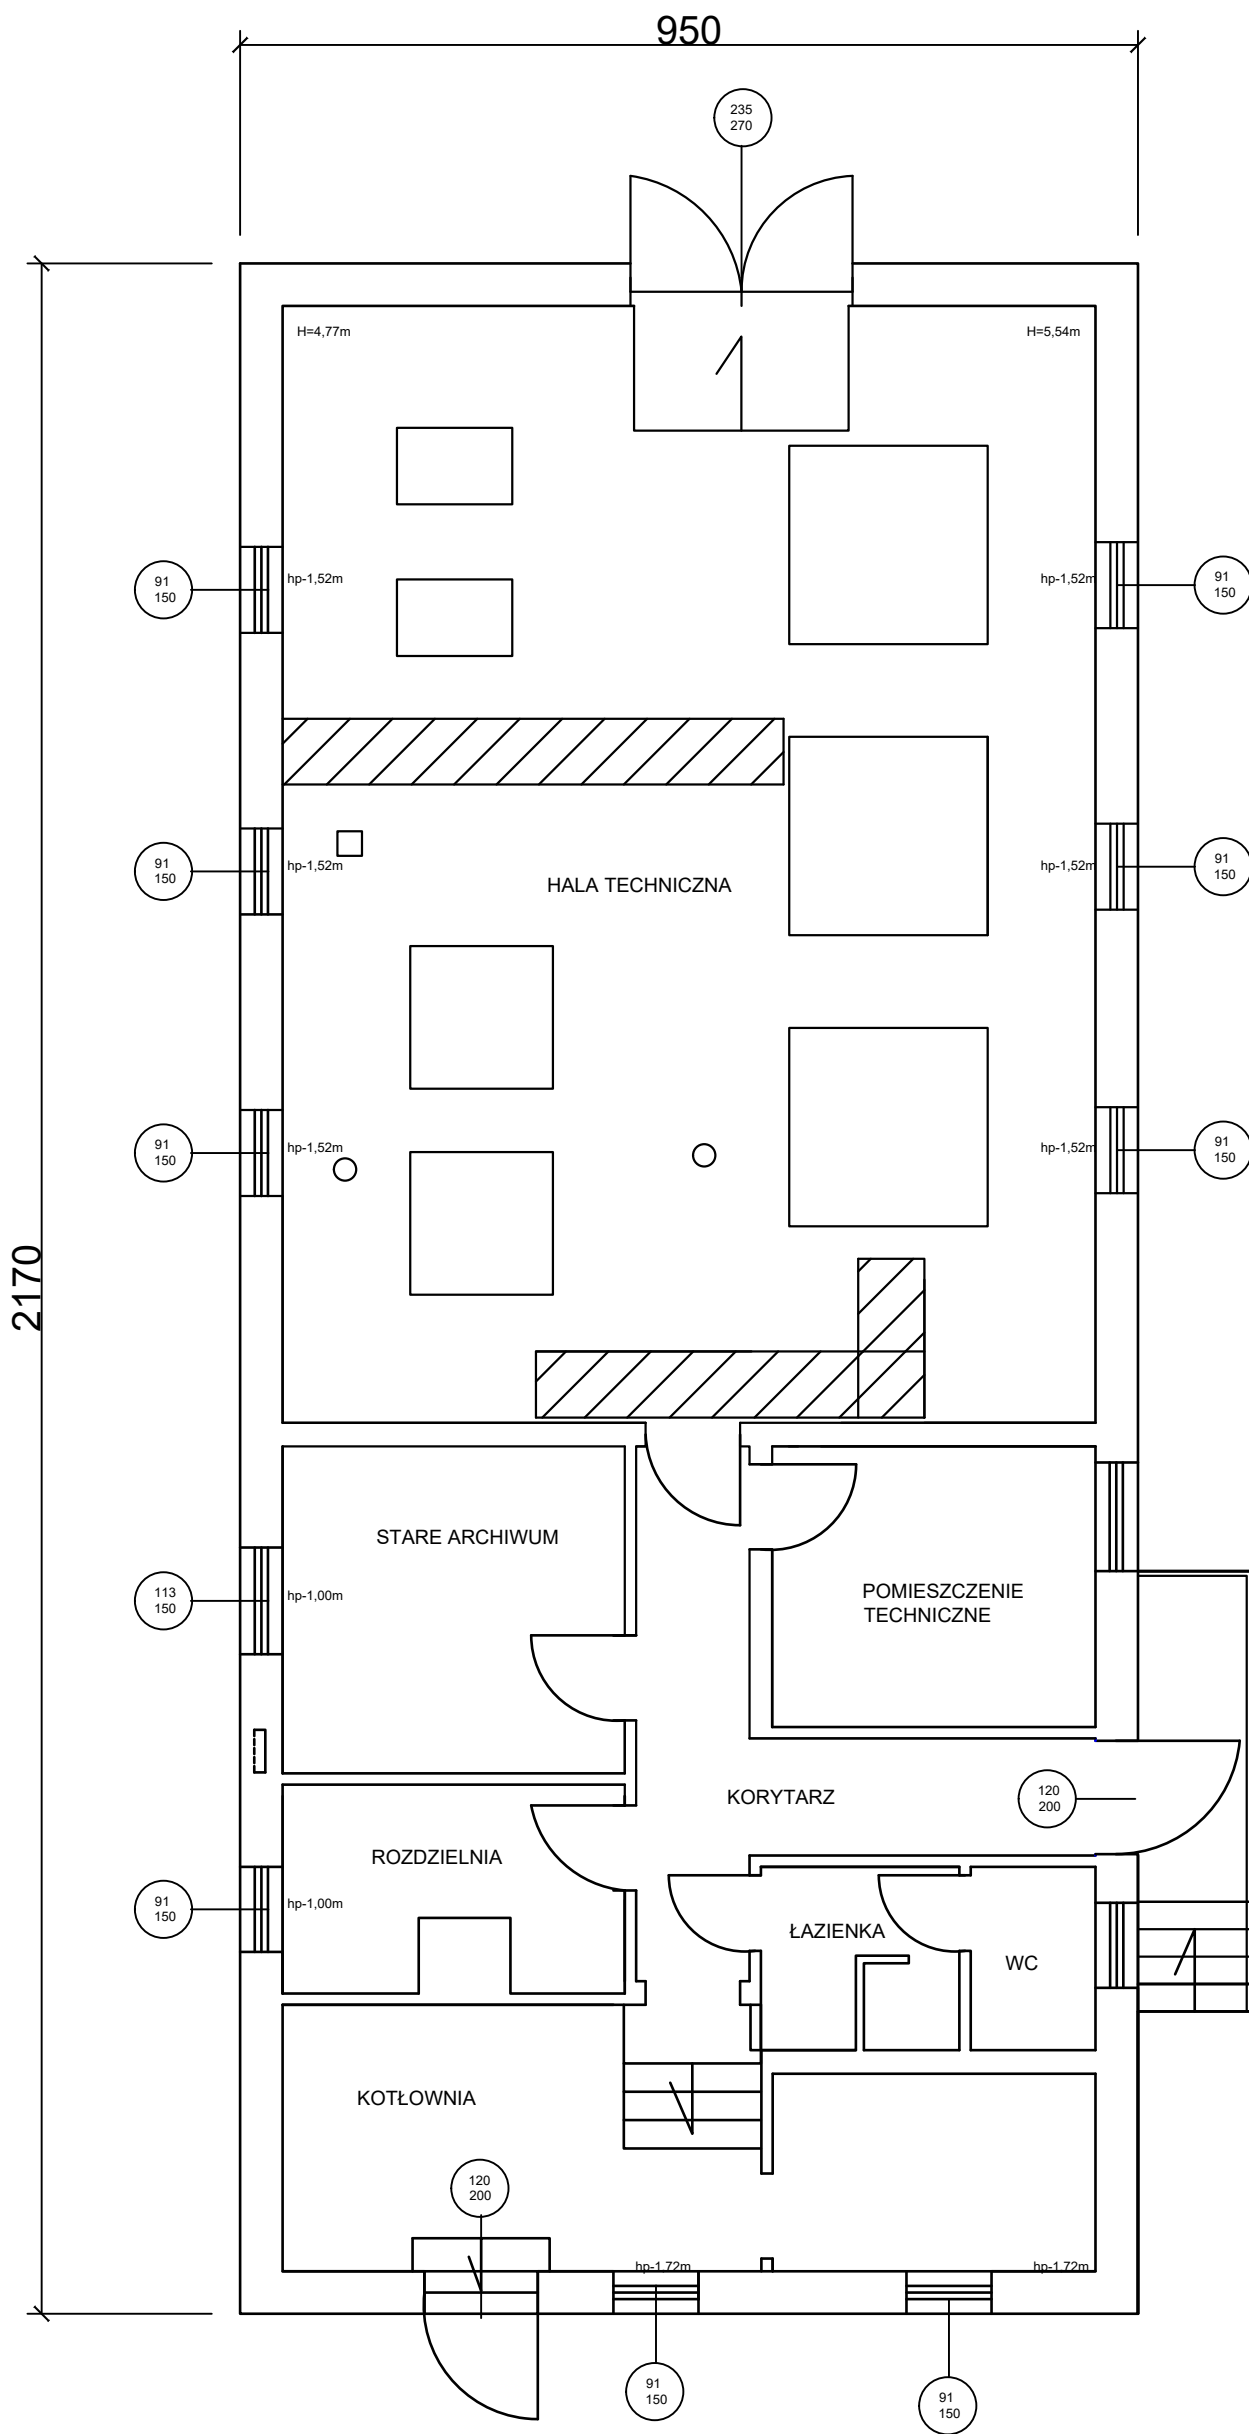 950
235
270
H=4,77m
H=5,54m
91
150
hp-1,52m
hp-1,52m
91
150
91
150
hp-1,52m
HALA TECHNICZNA
hp-1,52m
91
150
91
150
hp-1,52m
hp-1,52m
91
150
2170
STARE ARCHIWUM
113
150
hp-1,00m
POMIESZCZENIE
TECHNICZNE
KORYTARZ
120
200
ROZDZIELNIA
91
150
hp-1,00m
ŁAZIENKA
WC
KOTŁOWNIA
120
200
hp-1,72m
hp-1,72m
91
150
91
150